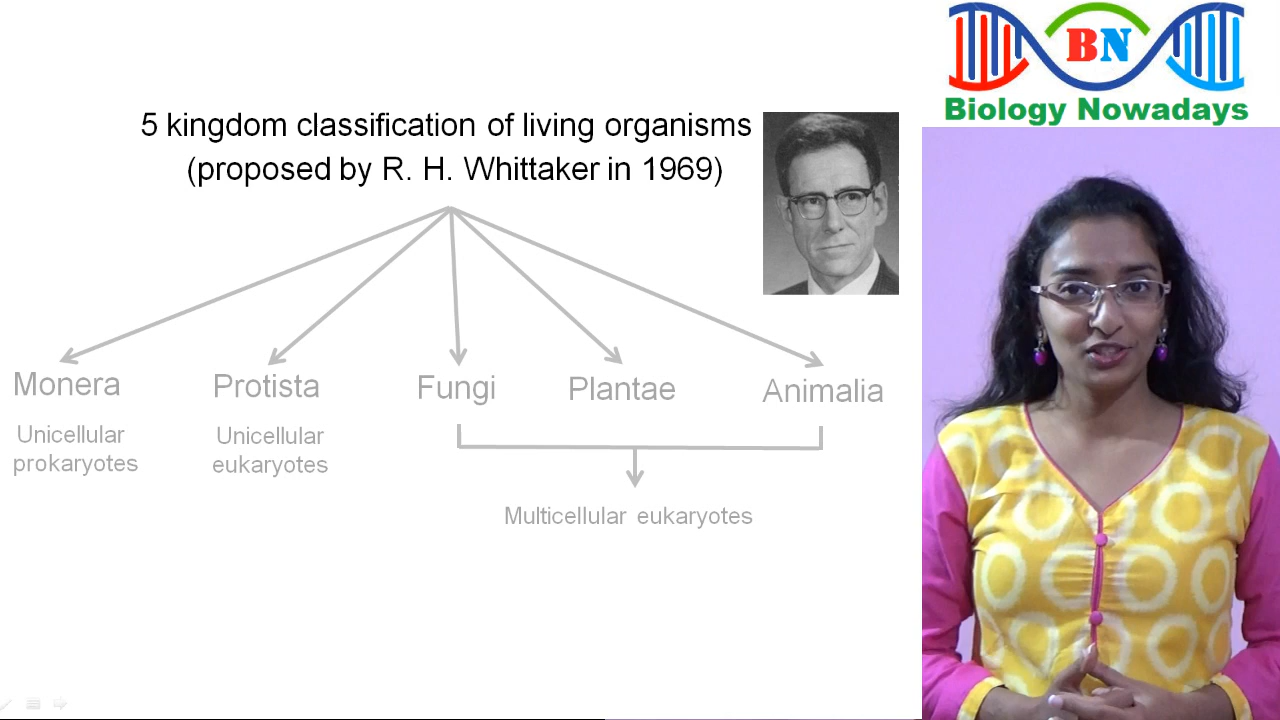 5 kingdom classification of living organisms
(proposed by R. H. Whittaker in 1969)
BN
Biology Nowadays
Monera
Protista
Fungi
Plantae
Animalia
Unicellular
prokaryotes
Unicellular
eukaryotes
Multicellular eukaryotes